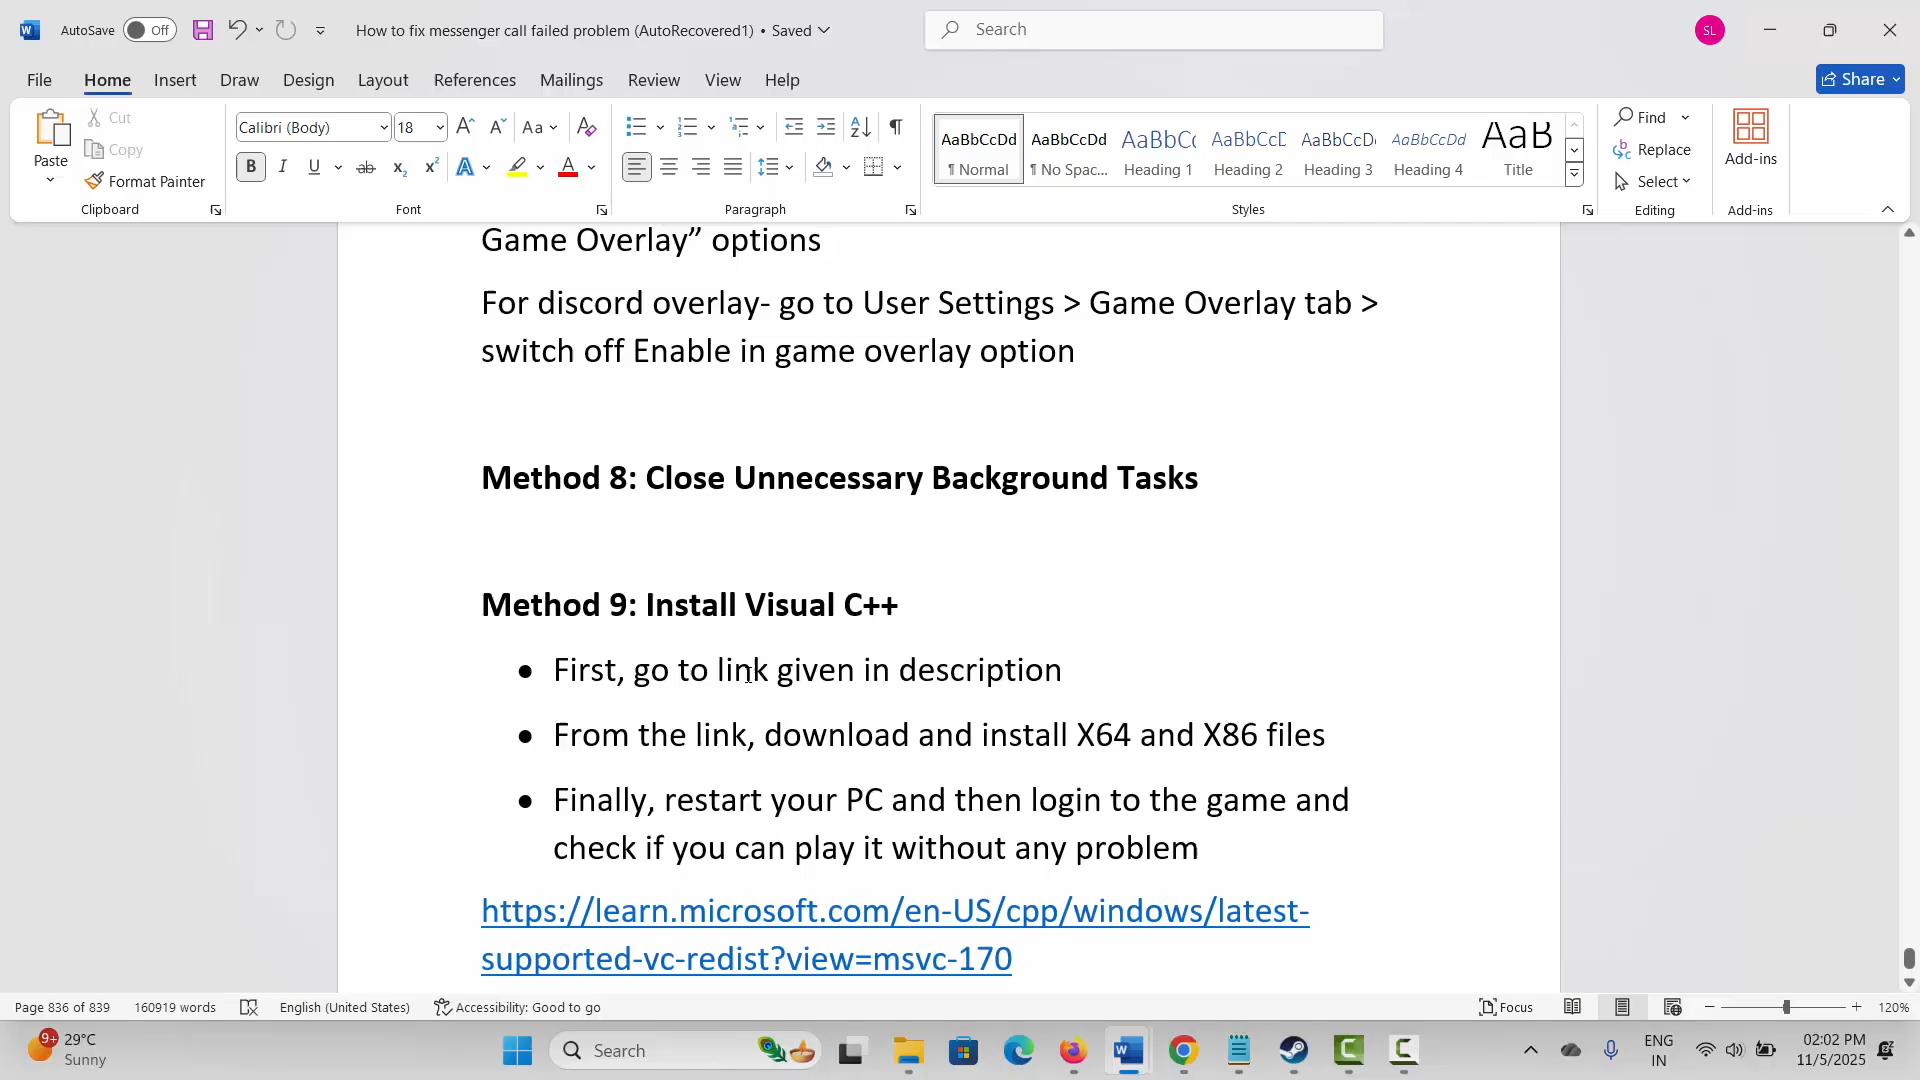 AutoSave Off How to fix messenger call failed problem (AutoRecovered1) • Saved Search SL
File Home Insert Draw Design Layout References Mailings Review View Help Share
Paste Cut Copy Format Painter Clipboard
Calibri (Body) 18 Font
Paragraph
AaBbCcDd AaBbCcDd AaBbCc AaBbCcD AaBbCcDd AaBbCcDd AaB
¶ Normal ¶ No Spac... Heading 1 Heading 2 Heading 3 Heading 4 Title
Styles
Find Replace Select Editing
Add-ins
Add-ins
Game Overlay” options
For discord overlay- go to User Settings > Game Overlay tab >
switch off Enable in game overlay option
Method 8: Close Unnecessary Background Tasks
Method 9: Install Visual C++
● First, go to link given in description
● From the link, download and install X64 and X86 files
● Finally, restart your PC and then login to the game and
check if you can play it without any problem
https://learn.microsoft.com/en-US/cpp/windows/latest-
supported-vc-redist?view=msvc-170
Page 836 of 839 160919 words English (United States) Accessibility: Good to go Focus 120%
9+ 29°C
Sunny
Search
ENG
IN
02:02 PM
11/5/2025